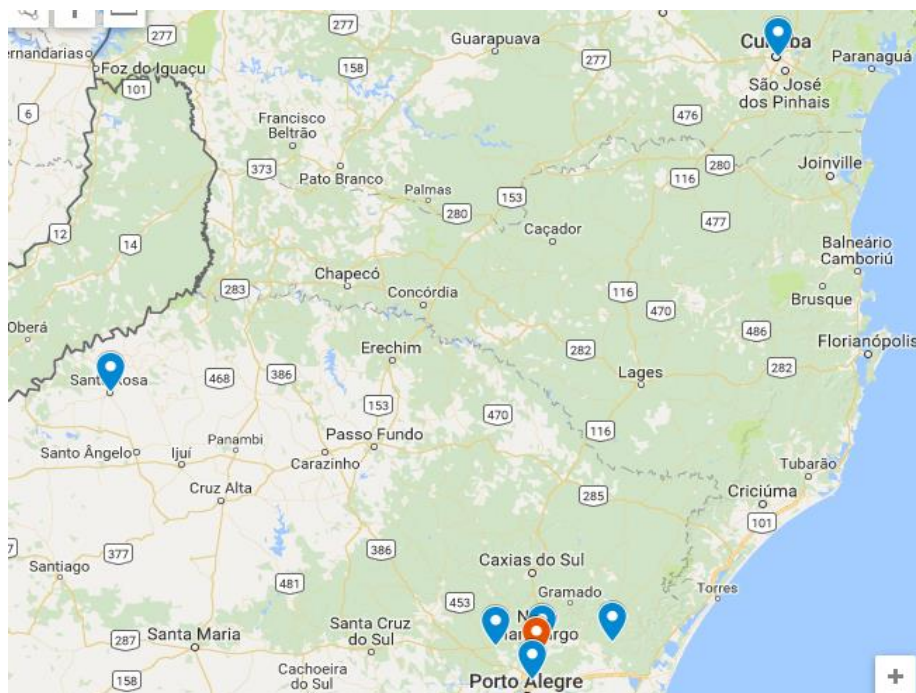 277
Guarapuava
Paranaguá
Foz do Iguaçu
158
277
São José
dos Pinhais
101
6
476
Francisco
Beltrão
373
Pato Branco
280
Joinville
116
Palmas
153
280
477
12
14
Caçador
Balneário
Camboriú
Chapecó
283
Concórdia
116
Brusque
470
486
Oberá
Florianópolis
Erechim
282
282
468
386
Lages
153
470
116
Passo Fundo
Panambi
Santo Ângelo
Ijuí
Carazinho
Tubarão
Cruz Alta
285
Criciúma
101
377
386
Caxias do Sul
Santiago
481
Gramado
Torres
453
287
Santa Maria
Santa Cruz
do Sul
Cachoeira
do Sul
158
Porto Alegre
+